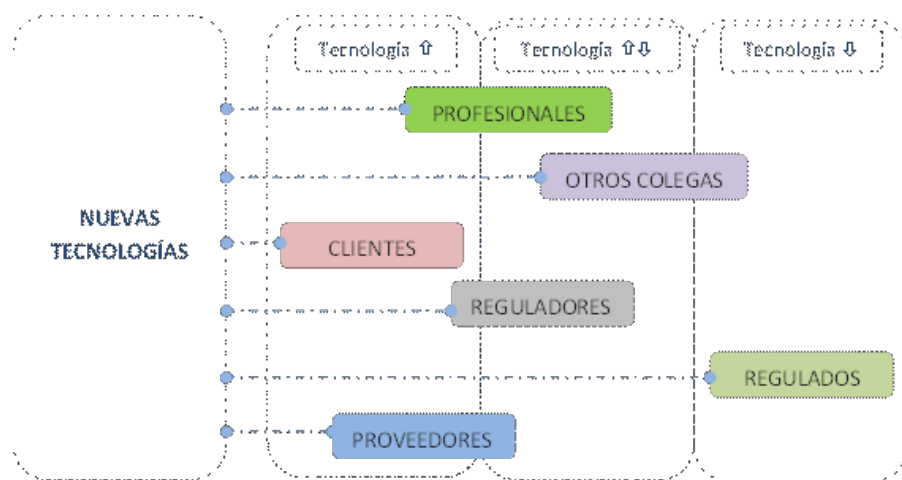 Tecnología ⇧
Tecnología ⇧⇩
Tecnología ⇩
PROFESIONALES
OTROS COLEGAS
NUEVAS
TECNOLOGÍAS
CLIENTES
REGULADORES
REGULADOS
PROVEEDORES